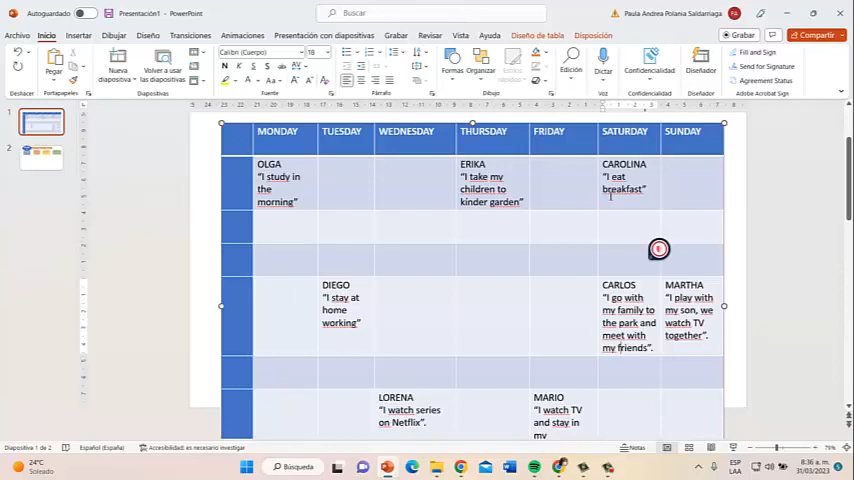 Autoguardado
Presentación1 - PowerPoint
Buscar
Paula Andrea Polania Saldarriaga
Archivo Inicio Insertar Dibujar Diseño Transiciones Animaciones Presentación con diapositivas Grabar Revisar Vista Ayuda Diseño de tabla Disposición
Grabar Compartir
Pegar
Portapapeles
Nueva diapositiva
Volver a usar las diapositivas
Diapositivas
Calibri (Cuerpo) 18
N K S
Fuente
Párrafo
Formas Organizar Estilos rápidos
Dibujo
Edición
Dictar
Voz
Confidencialidad
Confidencialidad
Diseñador
Diseñador
Fill and Sign
Send for Signature
Agreement Status
1
2
MONDAY TUESDAY WEDNESDAY THURSDAY FRIDAY SATURDAY SUNDAY
OLGA
"I study in
the
morning"
ERIKA
"I take my
children to
kínder garden"
CAROLINA
"I eat
breakfast"
DIEGO
"I stay at
home
working"
CARLOS
"I go with
my family to
the park and
meet with
my friends".
MARTHA
"I play with
my son, we
watch TV
together".
LORENA
"I watch series
on Netflix".
MARIO
"I watch TV
and stay in
my
Diapositiva 1 de 2 Español (España) Accesibilidad: es necesario investigar Notas 79%
24°C
Soleado
Búsqueda
ESP
LAA
8:36 a. m.
31/03/2023